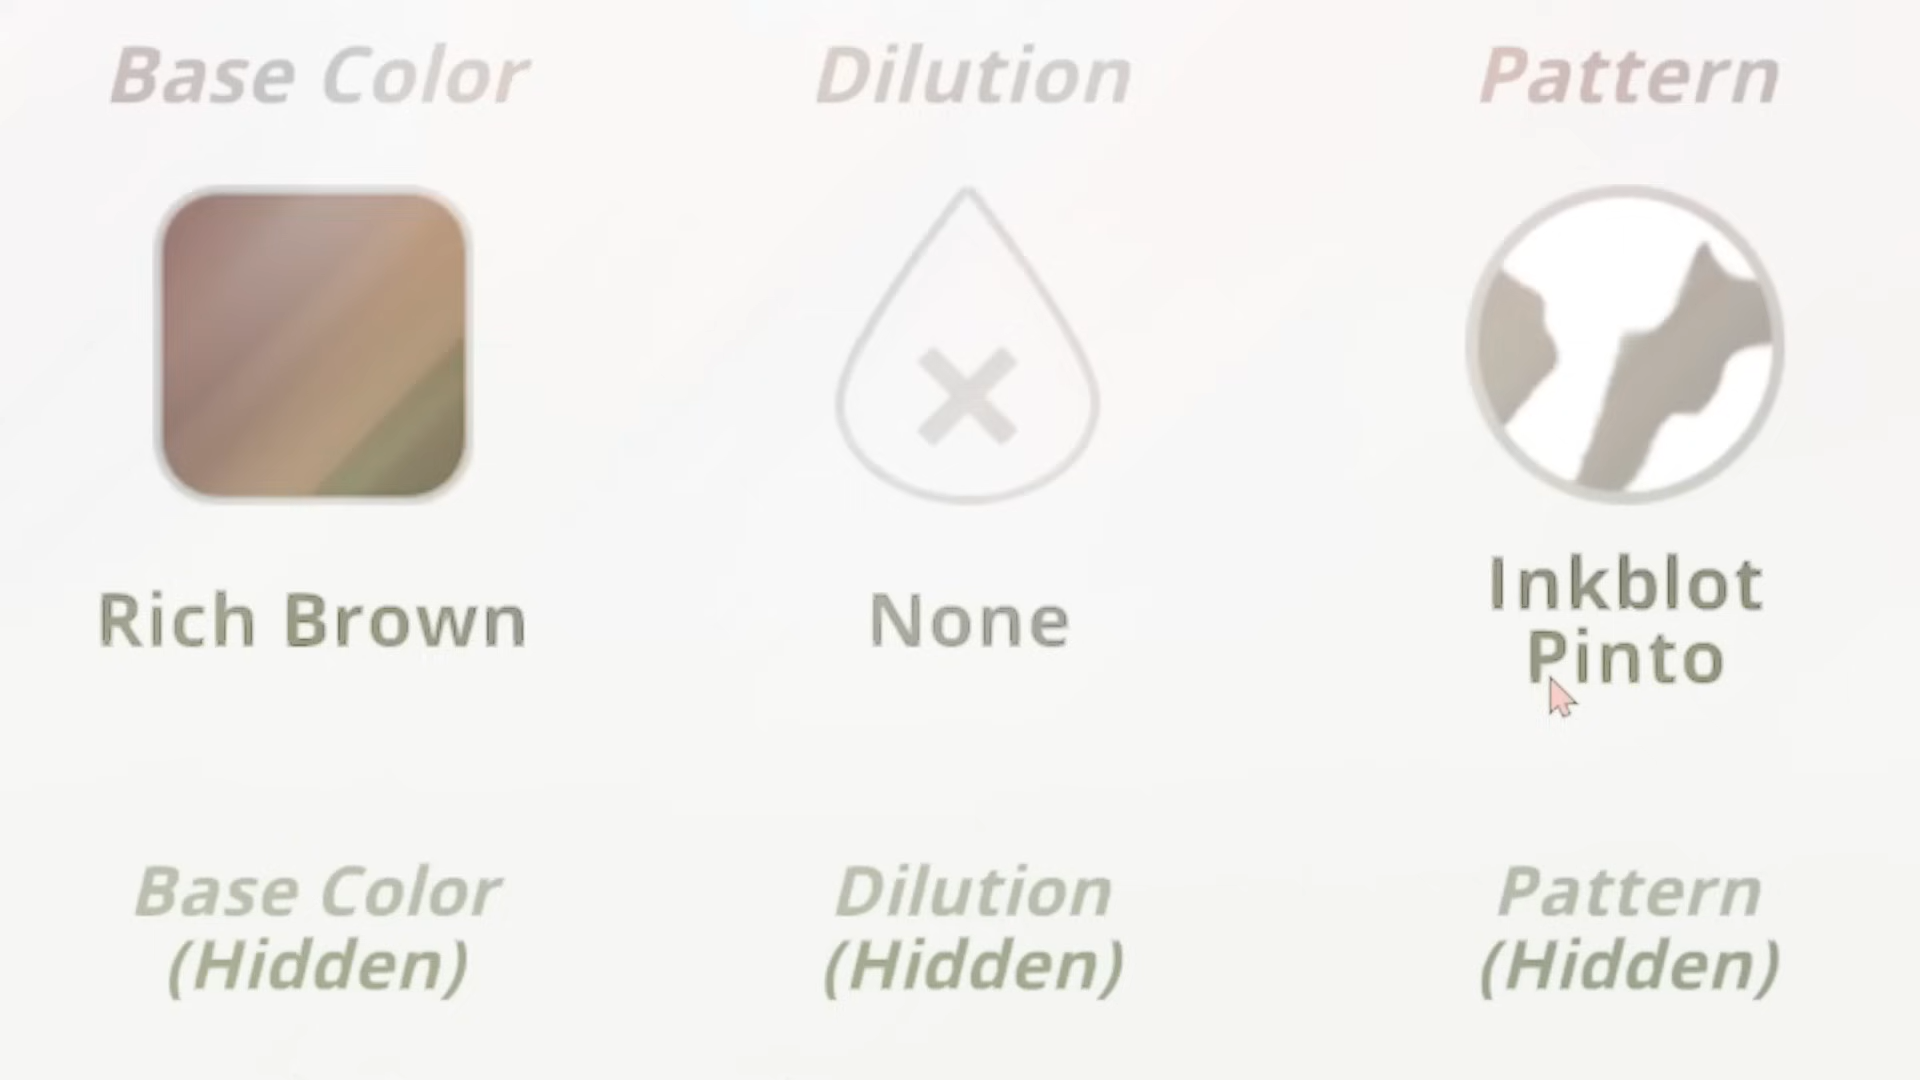 Base Color
Dilution
Pattern
Rich Brown
None
Inkblot
Pinto
Base Color
(Hidden)
Dilution
(Hidden)
Pattern
(Hidden)